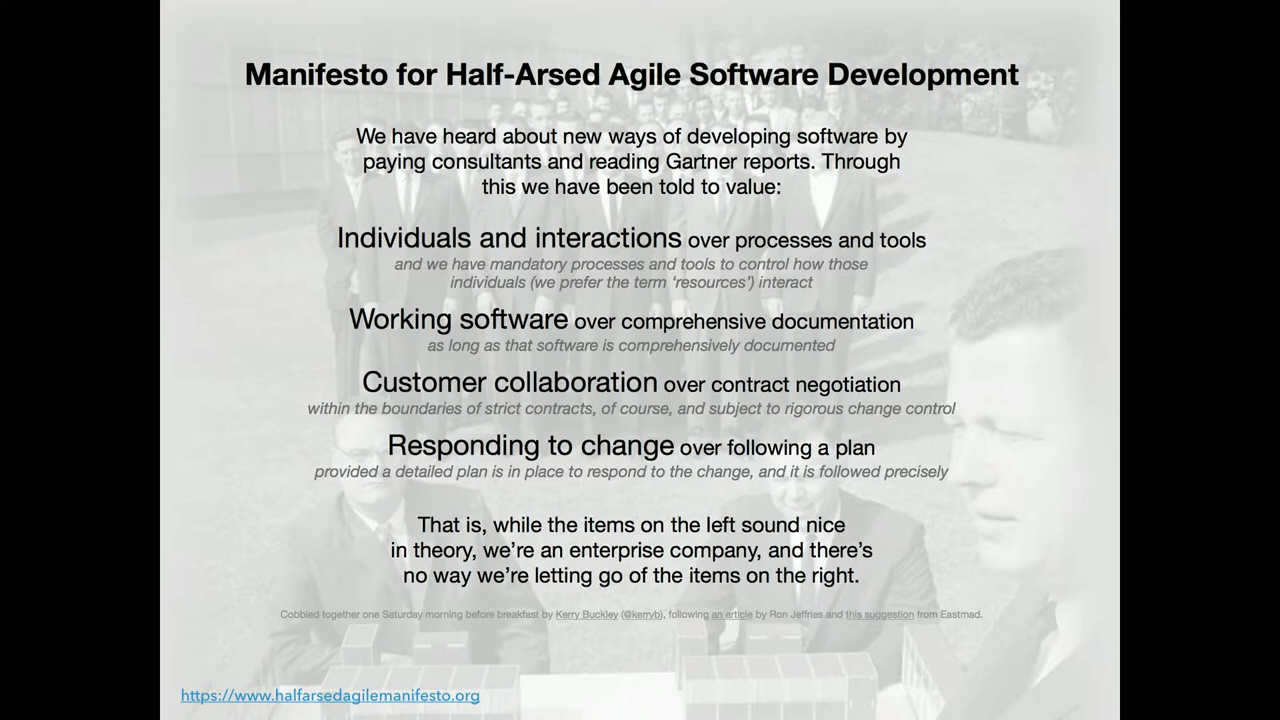 Manifesto for Half-Arsed Agile Software Development
We have heard about new ways of developing software by
paying consultants and reading Gartner reports. Through
this we have been told to value:
Individuals and interactions over processes and tools
and we have mandatory processes and tools to control how those
individuals (we prefer the term ‘resources’) interact
Working software over comprehensive documentation
as long as that software is comprehensively documented
Customer collaboration over contract negotiation
within the boundaries of strict contracts, of course, and subject to rigorous change control
Responding to change over following a plan
provided a detailed plan is in place to respond to the change, and it is followed precisely
That is, while the items on the left sound nice
in theory, we’re an enterprise company, and there’s
no way we’re letting go of the items on the right.
Cobbled together one Saturday morning before breakfast by Kerry Buckley (@kerryb), following an article by Ron Jeffries and this suggestion from Eastmad.
https://www.halfarsedagilemanifesto.org